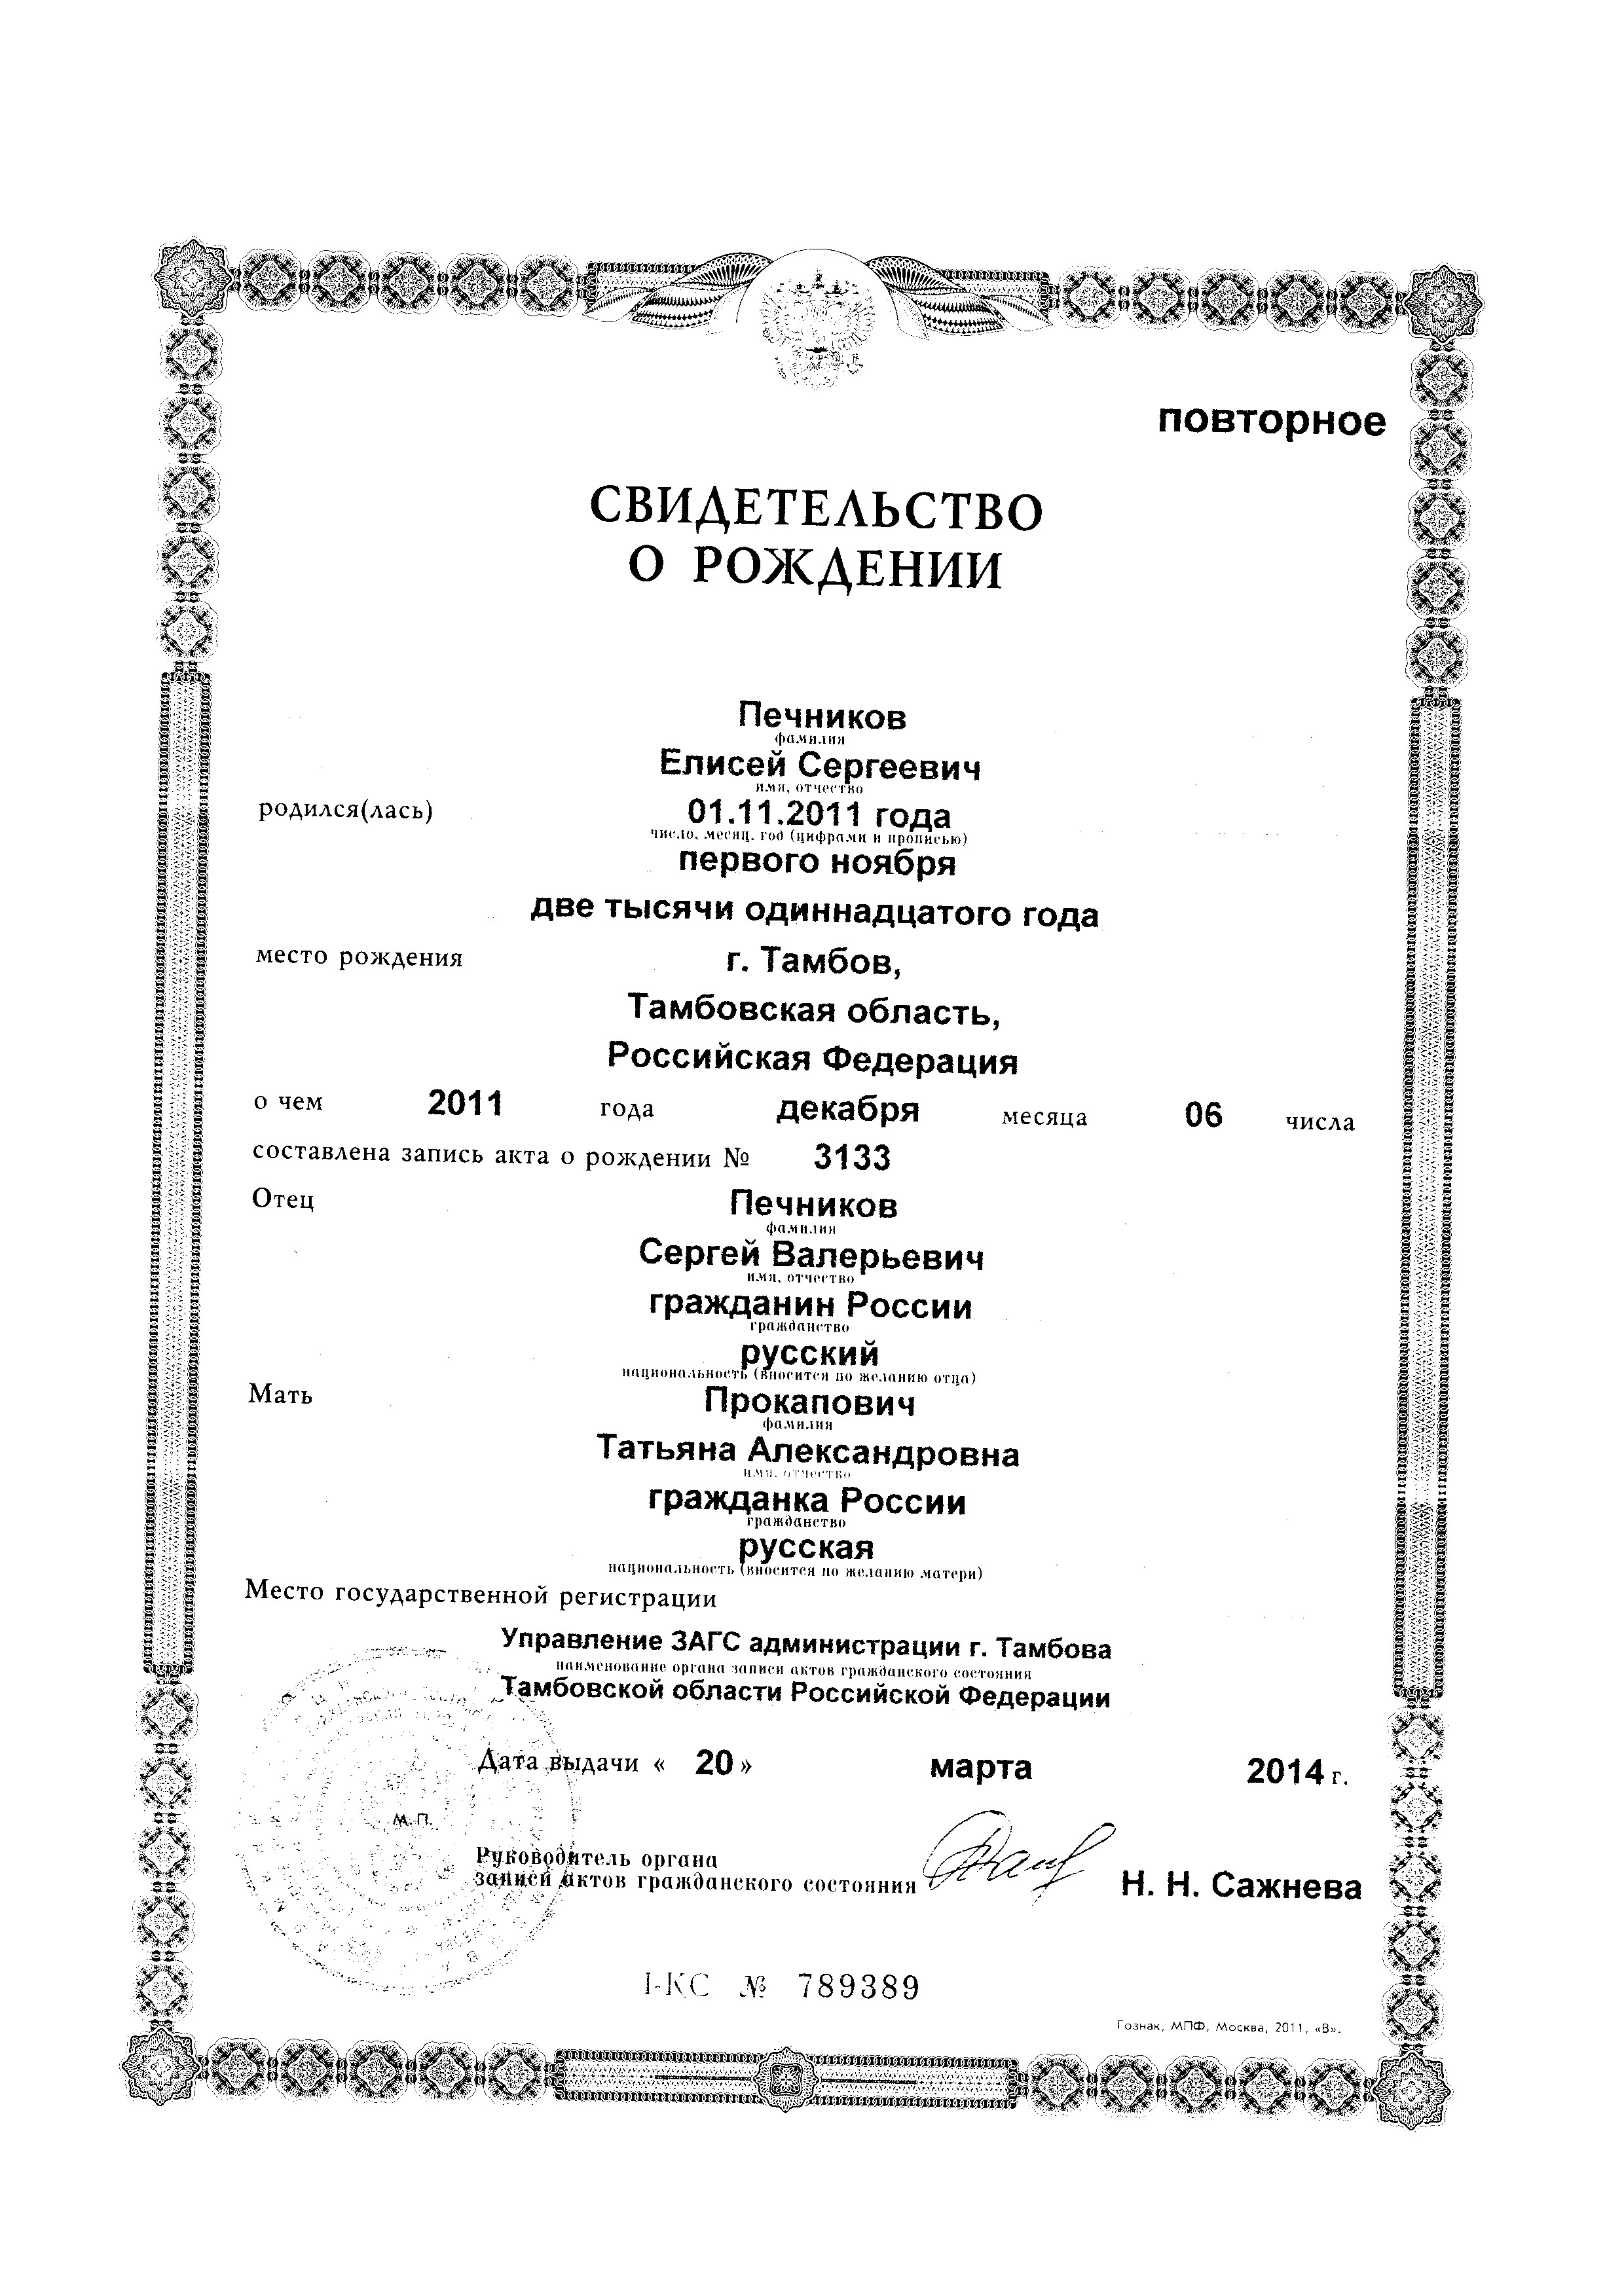 повторное
СВИДЕТЕЛЬСТВО
О РОЖДЕНИИ
Печников
фамилия
Елисей Сергеевич
имя, отчество
родился(лась) 01.11.2011 года
число, месяц, год (цифрами и прописью)
первого ноября
две тысячи одиннадцатого года
место рождения г. Тамбов,
Тамбовская область,
Российская Федерация
о чем 2011 года декабря месяца 06 числа
составлена запись акта о рождении № 3133
Отец Печников
фамилия
Сергей Валерьевич
имя, отчество
гражданин России
гражданство
русский
национальность (вносится по желанию отца)
Мать Прокапович
фамилия
Татьяна Александровна
имя, отчество
гражданка России
гражданство
русская
национальность (вносится по желанию матери)
Место государственной регистрации
Управление ЗАГС администрации г. Тамбова
наименование органа записи актов гражданского состояния
Тамбовской области Российской Федерации
Дата выдачи « 20 » марта 2014 г.
М.П.
Руководитель органа
записи актов гражданского состояния Н. Н. Сажнева
I-КС № 789389
Гознак, МПФ, Москва, 2011, «В».